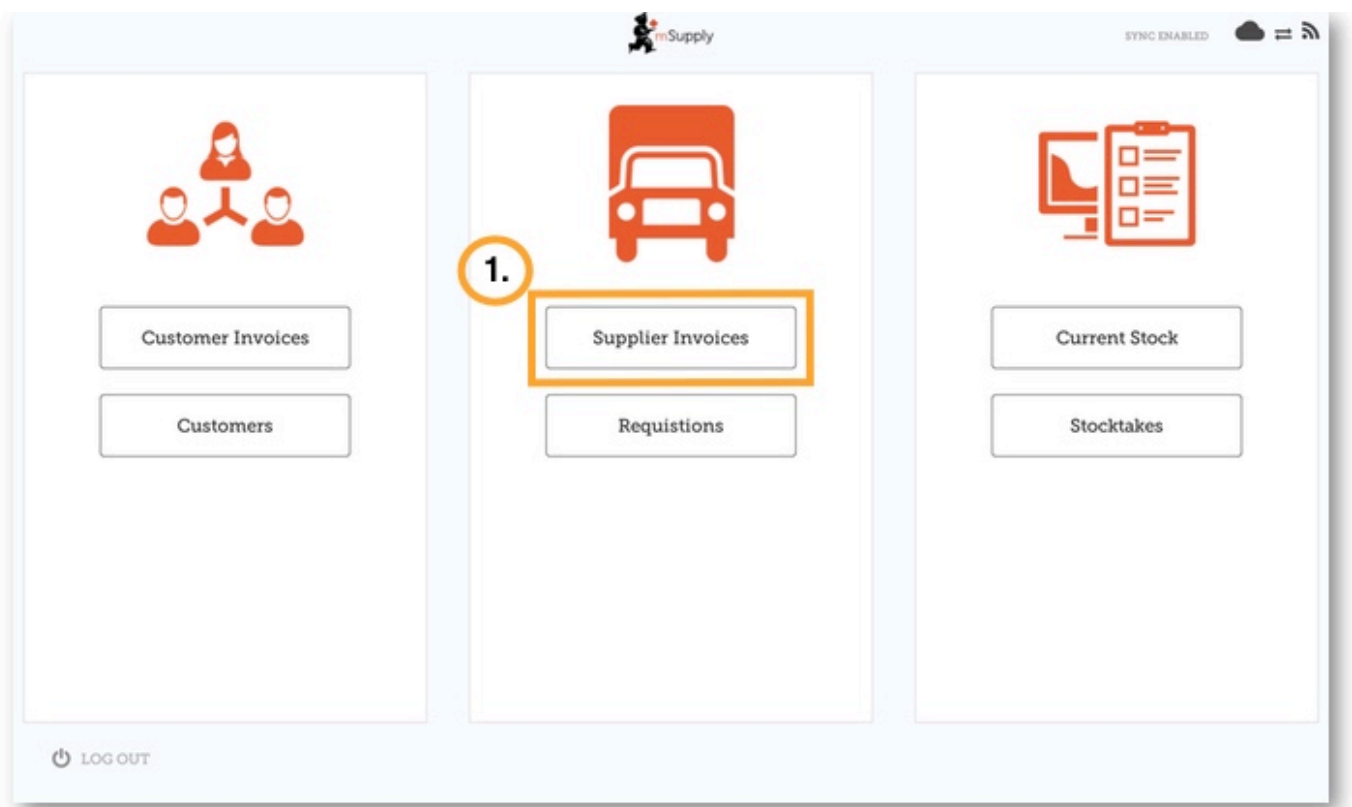 mSupply
SYNC ENABLED
1.
Customer Invoices
Supplier Invoices
Current Stock
Customers
Requistions
Stocktakes
LOG OUT